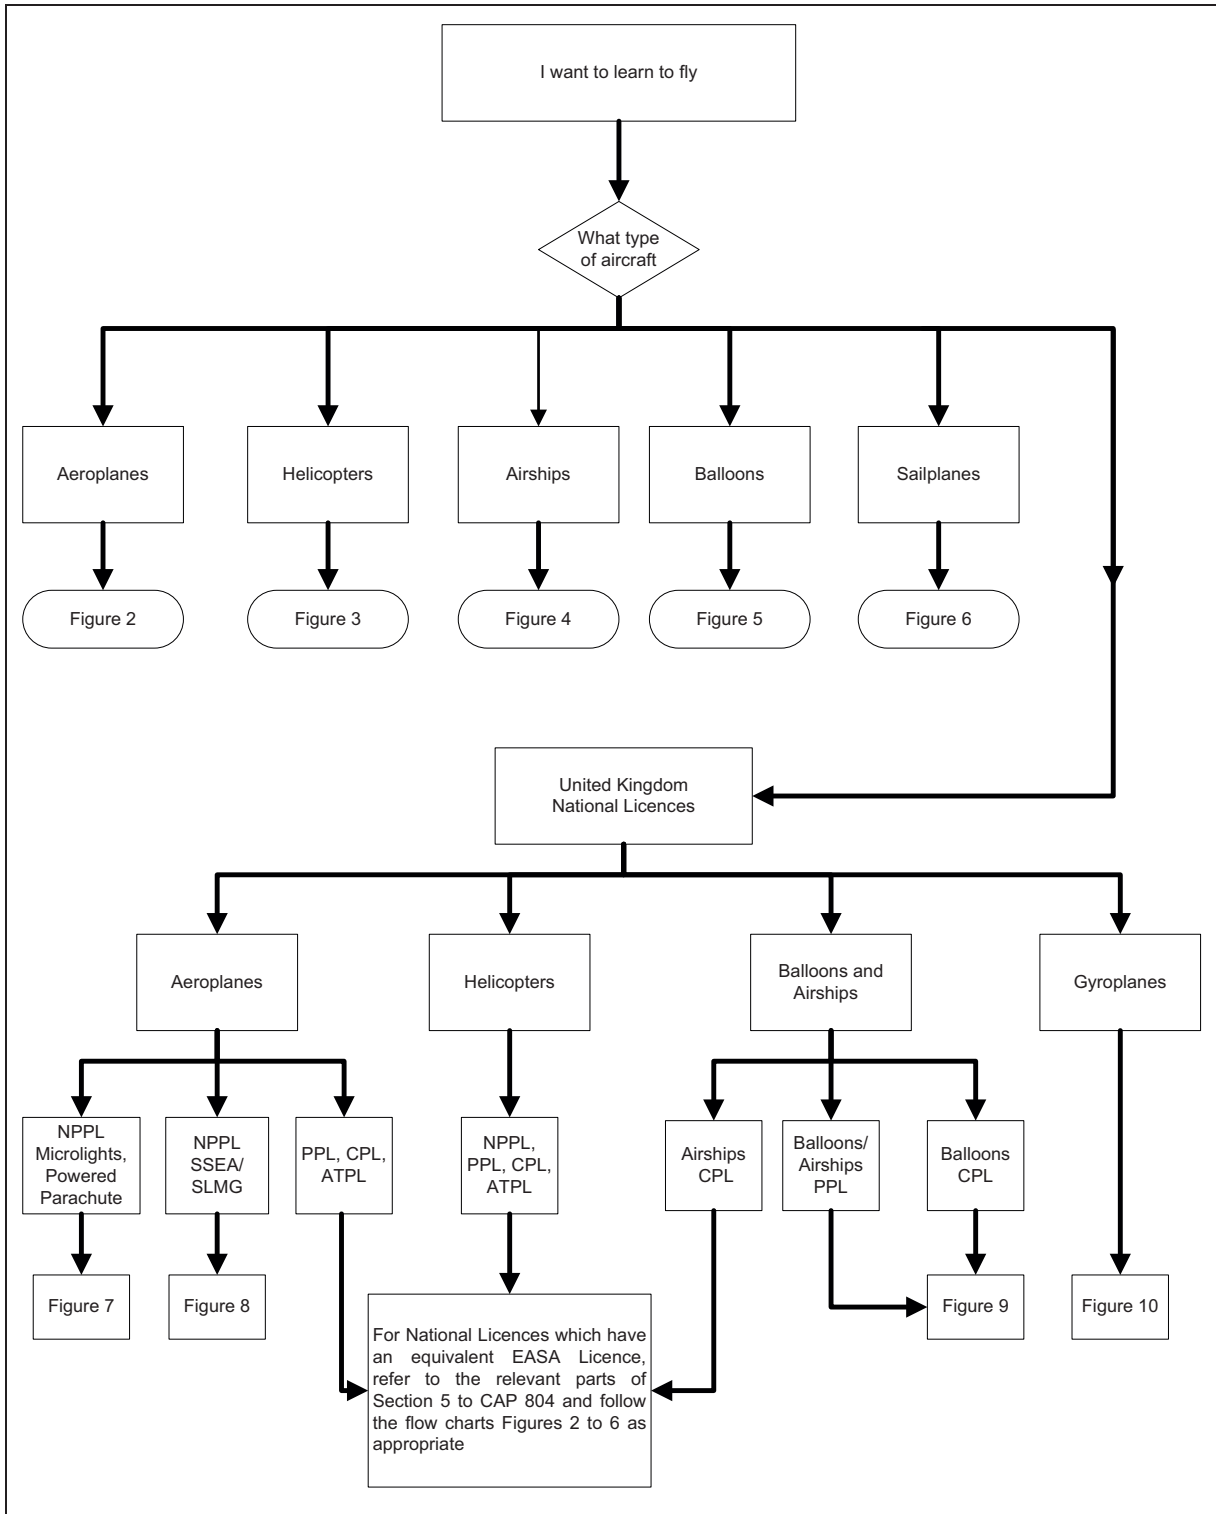 I want to learn to fly
What type
of aircraft
Aeroplanes
Helicopters
Airships
Balloons
Sailplanes
Figure 2
Figure 3
Figure 4
Figure 5
Figure 6
United Kingdom
National Licences
Aeroplanes
Helicopters
Balloons and
Airships
Gyroplanes
NPPL
Microlights,
Powered
Parachute
NPPL
SSEA/
SLMG
PPL, CPL,
ATPL
NPPL,
PPL, CPL,
ATPL
Airships
CPL
Balloons/
Airships
PPL
Balloons
CPL
Figure 7
Figure 8
Figure 9
Figure 10
For National Licences which have
an equivalent EASA Licence,
refer to the relevant parts of
Section 5 to CAP 804 and follow
the flow charts Figures 2 to 6 as
appropriate